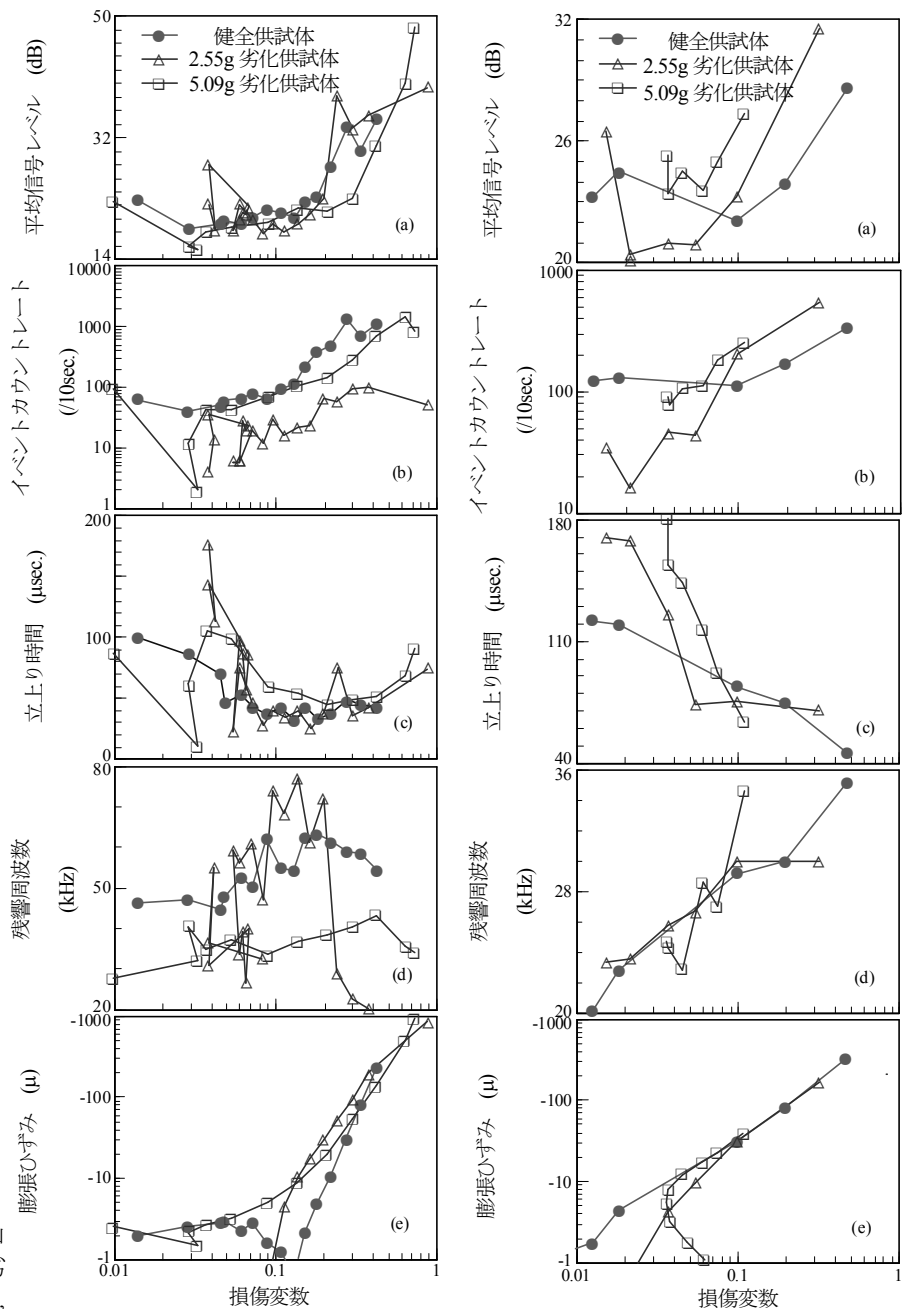 50
健全供試体
2.55g 劣化供試体
5.09g 劣化供試体
平均信号レベル (dB)
32
(a)
14
10000
イベントカウントレート
(/10sec.)
1000
100
10
(b)
1
200
立上り時間 (μsec.)
100
(c)
0
80
残響周波数
(kHz)
50
(d)
20
-1000
膨張ひずみ (μ)
-100
-10
(e)
-1
0.01
0.1
1
損傷変数
32
健全供試体
2.55g 劣化供試体
5.09g 劣化供試体
平均信号レベル (dB)
26
(a)
20
1000
イベントカウントレート
(/10sec.)
100
(b)
10
180
立上り時間 (μsec.)
110
(c)
40
36
残響周波数
(kHz)
28
(d)
20
-1000
膨張ひずみ (μ)
-100
-10
(e)
-1
0.01
0.1
1
損傷変数